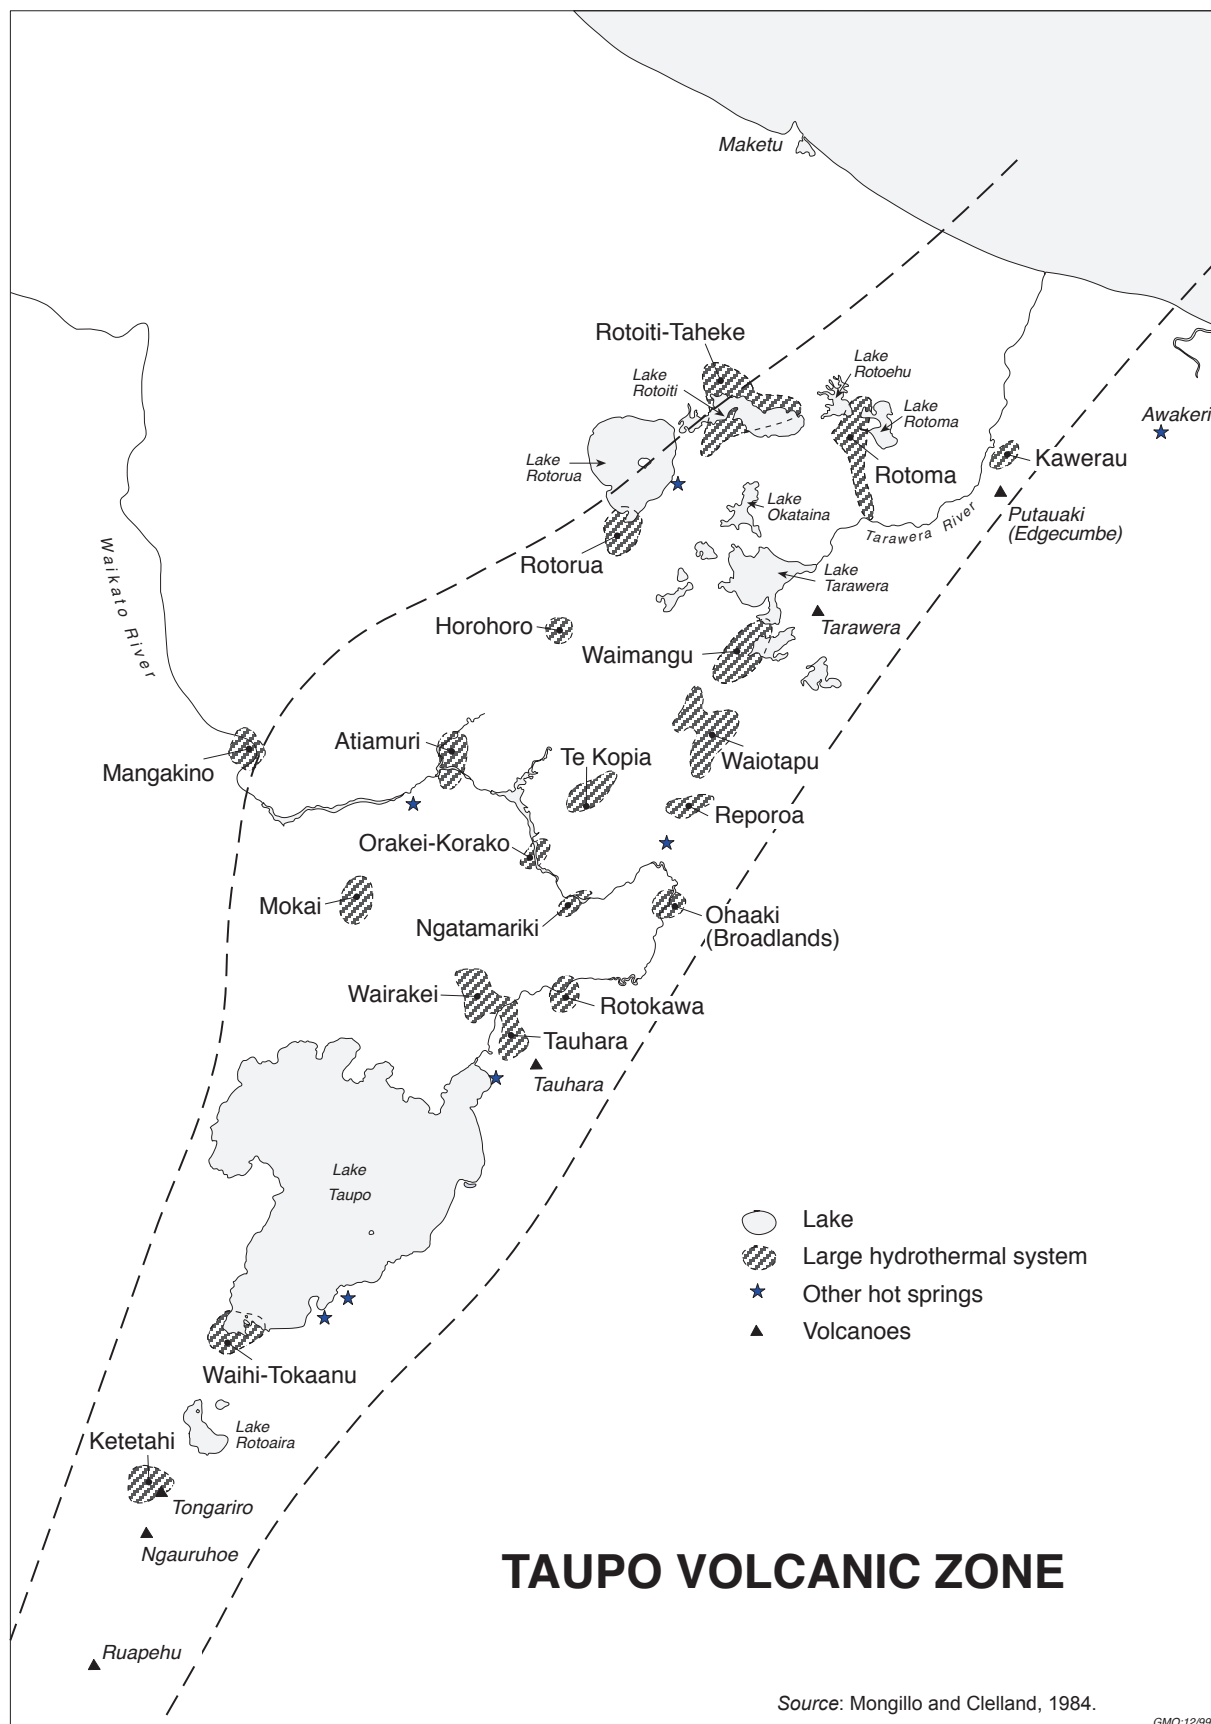 Maketu
Rotoiti-Taheke
Lake
Rotoiti
Lake
Rotoehu
Lake
Rotoma
Awakeri
Lake
Rotorua
Rotoma
Kawerau
Lake
Okataina
Putauaki
(Edgecumbe)
Tarawera River
Rotorua
Waikato River
Lake
Tarawera
Horohoro
Tarawera
Waimangu
Atiamuri
Te Kopia
Waiotapu
Mangakino
Reporoa
Orakei-Korako
Mokai
Ngatamariki
Ohaaki
(Broadlands)
Wairakei
Rotokawa
Tauhara
Tauhara
Lake
Taupo
Lake
Large hydrothermal system
Other hot springs
Volcanoes
Waihi-Tokaanu
Lake
Rotoaira
Ketetahi
Tongariro
Ngauruhoe
TAUPO VOLCANIC ZONE
Ruapehu
Source: Mongillo and Clelland, 1984.
GMO:12/99